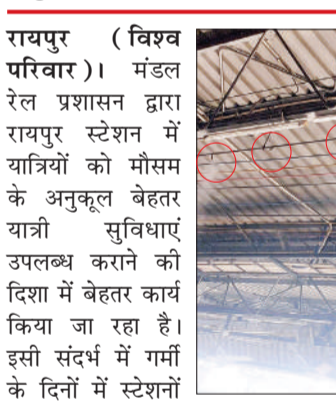 रायपुर (विश्व
परिवार)। मंडल
रेल प्रशासन द्वारा
रायपुर स्टेशन में
यात्रियों को मौसम
के अनुकूल बेहतर
यात्री सुविधाएं
उपलब्ध कराने की
दिशा में बेहतर कार्य
किया जा रहा है।
इसी संदर्भ में गर्मी
के दिनों में स्टेशनों